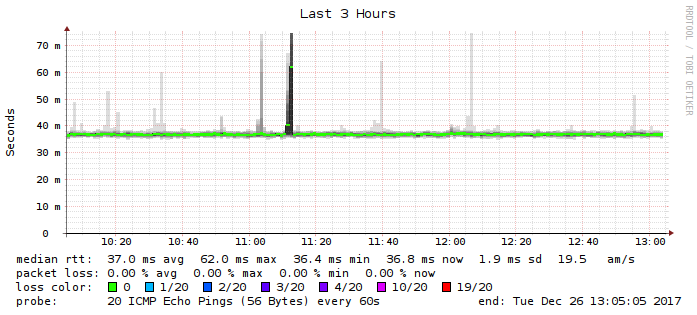 Last 3 Hours
RRDTOOL / TOBI OETIKER
Seconds
70 m
60 m
50 m
40 m
30 m
20 m
10 m
0
10:20 10:40 11:00 11:20 11:40 12:00 12:20 12:40 13:00
median rtt: 37.0 ms avg 62.0 ms max 36.4 ms min 36.8 ms now 1.9 ms sd 19.5 am/s
packet loss: 0.00 % avg 0.00 % max 0.00 % min 0.00 % now
loss color: 0 1/20 2/20 3/20 4/20 10/20 19/20
probe: 20 ICMP Echo Pings (56 Bytes) every 60s end: Tue Dec 26 13:05:05 2017